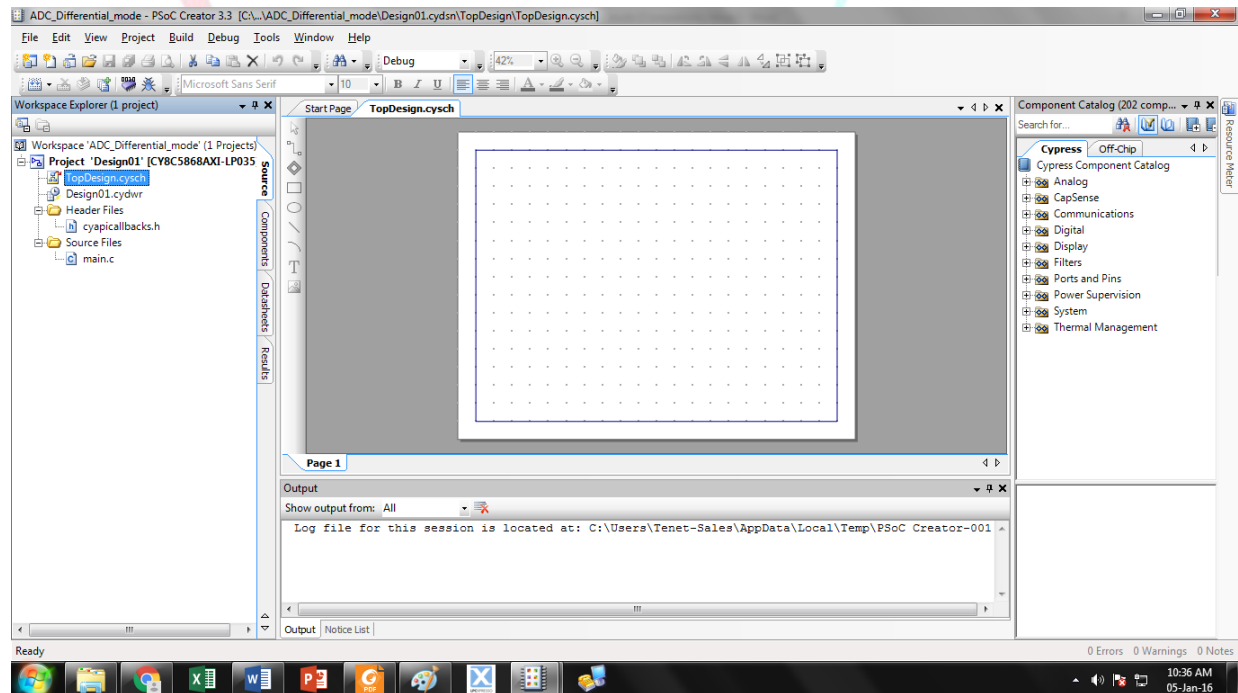 ADC_Differential_mode - PSoC Creator 3.3 [C:\...\ADC_Differential_mode\Design01.cydsn\TopDesign\TopDesign.cysch]
File Edit View Project Build Debug Tools Window Help
Debug 42%
Microsoft Sans Serif 10 B I U A
Workspace Explorer (1 project)
Workspace 'ADC_Differential_mode' (1 Projects)
Project 'Design01' [CY8C5868AXI-LP035
TopDesign.cysch
Design01.cydwr
Header Files
cyapicallbacks.h
Source Files
main.c
Source
Components
Datasheets
Results
Start Page TopDesign.cysch
T
Page 1
Output
Show output from: All
Log file for this session is located at: C:\Users\Tenet-Sales\AppData\Local\Temp\PSoC Creator-001
Output Notice List
Component Catalog (202 comp...
Search for...
Cypress Off-Chip
Cypress Component Catalog
Analog
CapSense
Communications
Digital
Display
Filters
Ports and Pins
Power Supervision
System
Thermal Management
Resource Meter
Ready
0 Errors 0 Warnings 0 Notes
10:36 AM
05-Jan-16